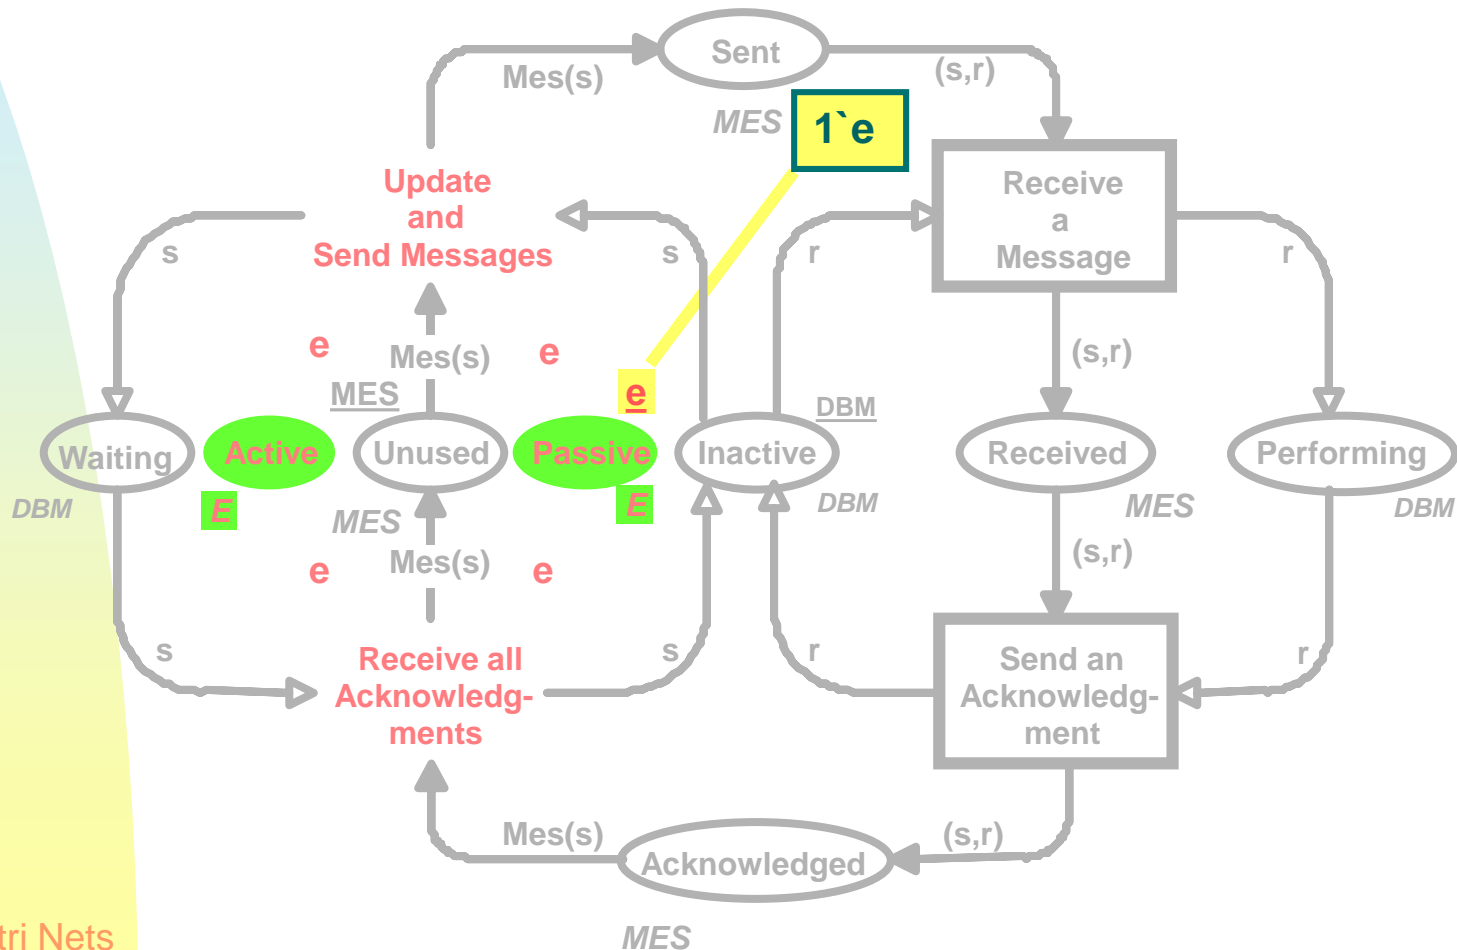 Sent
Mes(s)
(s,r)
MES
1`e
Update
and
Send Messages
Receive
a
Message
s
s
r
r
e
Mes(s)
e
(s,r)
MES
e
DBM
Waiting
Active
Unused
Passive
Inactive
Received
Performing
DBM
E
MES
E
DBM
MES
DBM
e
Mes(s)
e
(s,r)
s
Receive all
Acknowledg-
ments
s
r
Send an
Acknowledg-
ment
r
Mes(s)
Acknowledged
(s,r)
MES
tri Nets